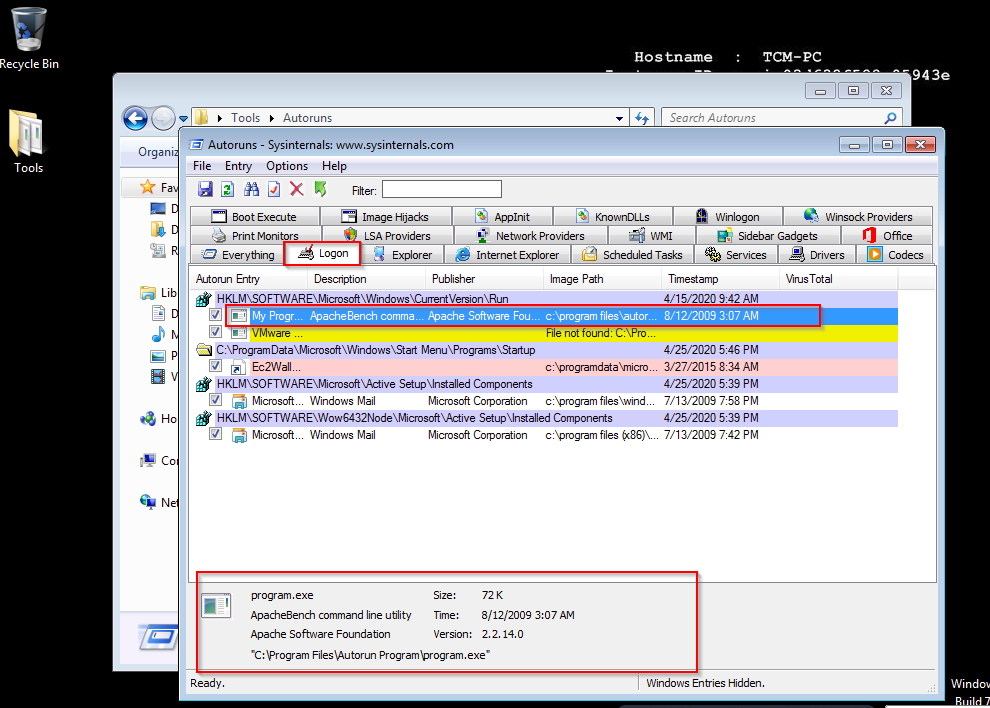 Recycle Bin
Tools
Hostname : TCM-PC
Tools Autoruns
Search Autoruns
Organiz
Autoruns - Sysinternals: www.sysinternals.com
File Entry Options Help
Filter:
Boot Execute Image Hijacks AppInit KnownDLLs Winlogon Winsock Providers
Print Monitors LSA Providers Network Providers WMI Sidebar Gadgets Office
Everything Logon Explorer Internet Explorer Scheduled Tasks Services Drivers Codecs
Autorun Entry Description Publisher Image Path Timestamp VirusTotal
HKLM\SOFTWARE\Microsoft\Windows\CurrentVersion\Run 4/15/2020 9:42 AM
My Progr... ApacheBench comma... Apache Software Fou... c:\program files\autor... 8/12/2009 3:07 AM
VMware ... File not found: C:\Pro...
C:\ProgramData\Microsoft\Windows\Start Menu\Programs\Startup 4/25/2020 5:46 PM
Ec2Wall... c:\programdata\micro... 3/27/2015 8:34 AM
HKLM\SOFTWARE\Microsoft\Active Setup\Installed Components 4/25/2020 5:39 PM
Microsoft... Windows Mail Microsoft Corporation c:\program files\wind... 7/13/2009 7:58 PM
HKLM\SOFTWARE\Wow6432Node\Microsoft\Active Setup\Installed Components 4/25/2020 5:39 PM
Microsoft... Windows Mail Microsoft Corporation c:\program files (x86)\... 7/13/2009 7:42 PM
Fav
D
D
R
Lib
D
M
P
V
Ho
Con
Net
program.exe Size: 72 K
ApacheBench command line utility Time: 8/12/2009 3:07 AM
Apache Software Foundation Version: 2.2.14.0
"C:\Program Files\Autorun Program\program.exe"
Ready. Windows Entries Hidden.
Window
Build 7